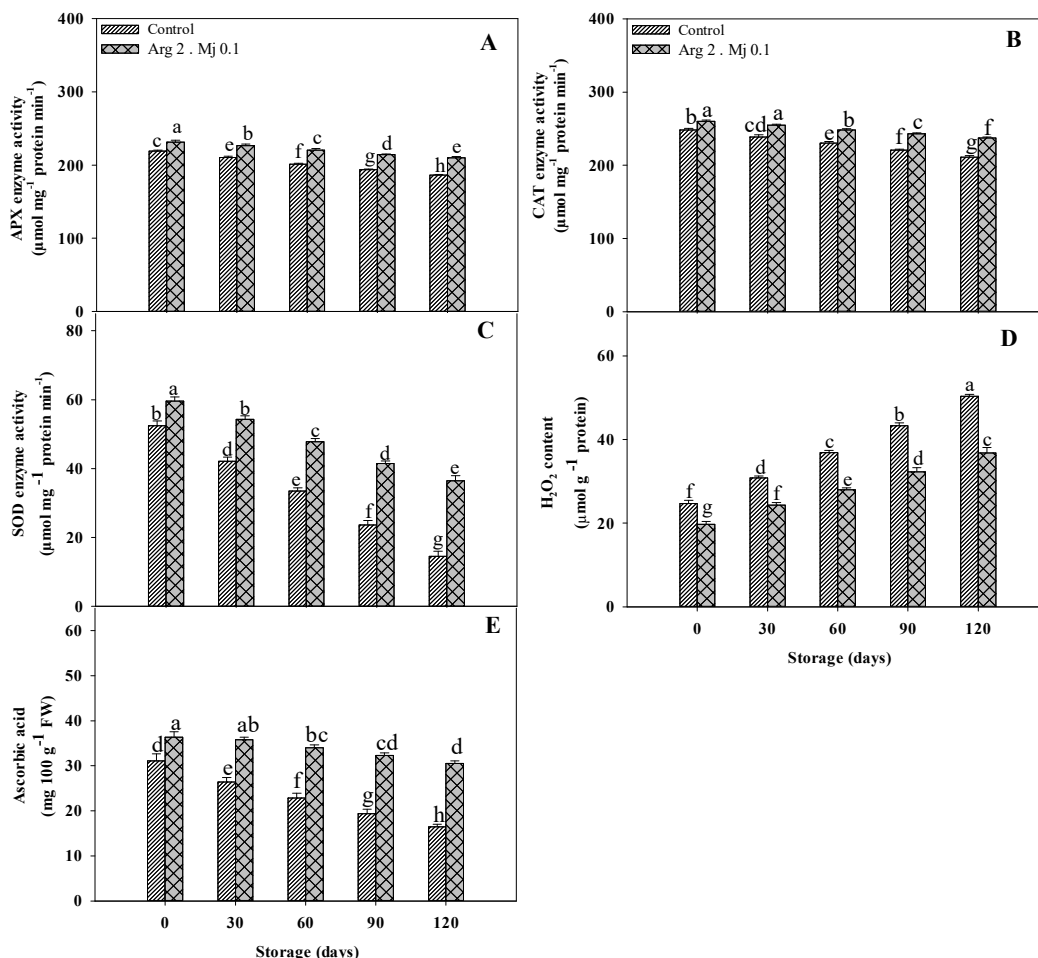 400
300
200
100
0
APX enzyme activity
(µmol mg⁻¹ protein min⁻¹)
Control
Arg 2 . Mj 0.1
A
c a
e b
f c
g d
h e
400
300
200
100
0
CAT enzyme activity
(µmol mg⁻¹ protein min⁻¹)
Control
Arg 2 . Mj 0.1
B
b a
cd a
e b
f c
g f
80
60
40
20
0
SOD enzyme activity
(µmol mg ⁻¹ protein min⁻¹)
C
b a
d b
e c
f d
g e
60
40
20
0
H₂O₂ content
(µmol g ⁻¹ protein)
D
f g
d f
c e
b d
a c
0 30 60 90 120
Storage (days)
60
50
40
30
20
10
0
Ascorbic acid
(mg 100 g ⁻¹ FW)
E
d a
e ab
f bc
g cd
h d
0 30 60 90 120
Storage (days)